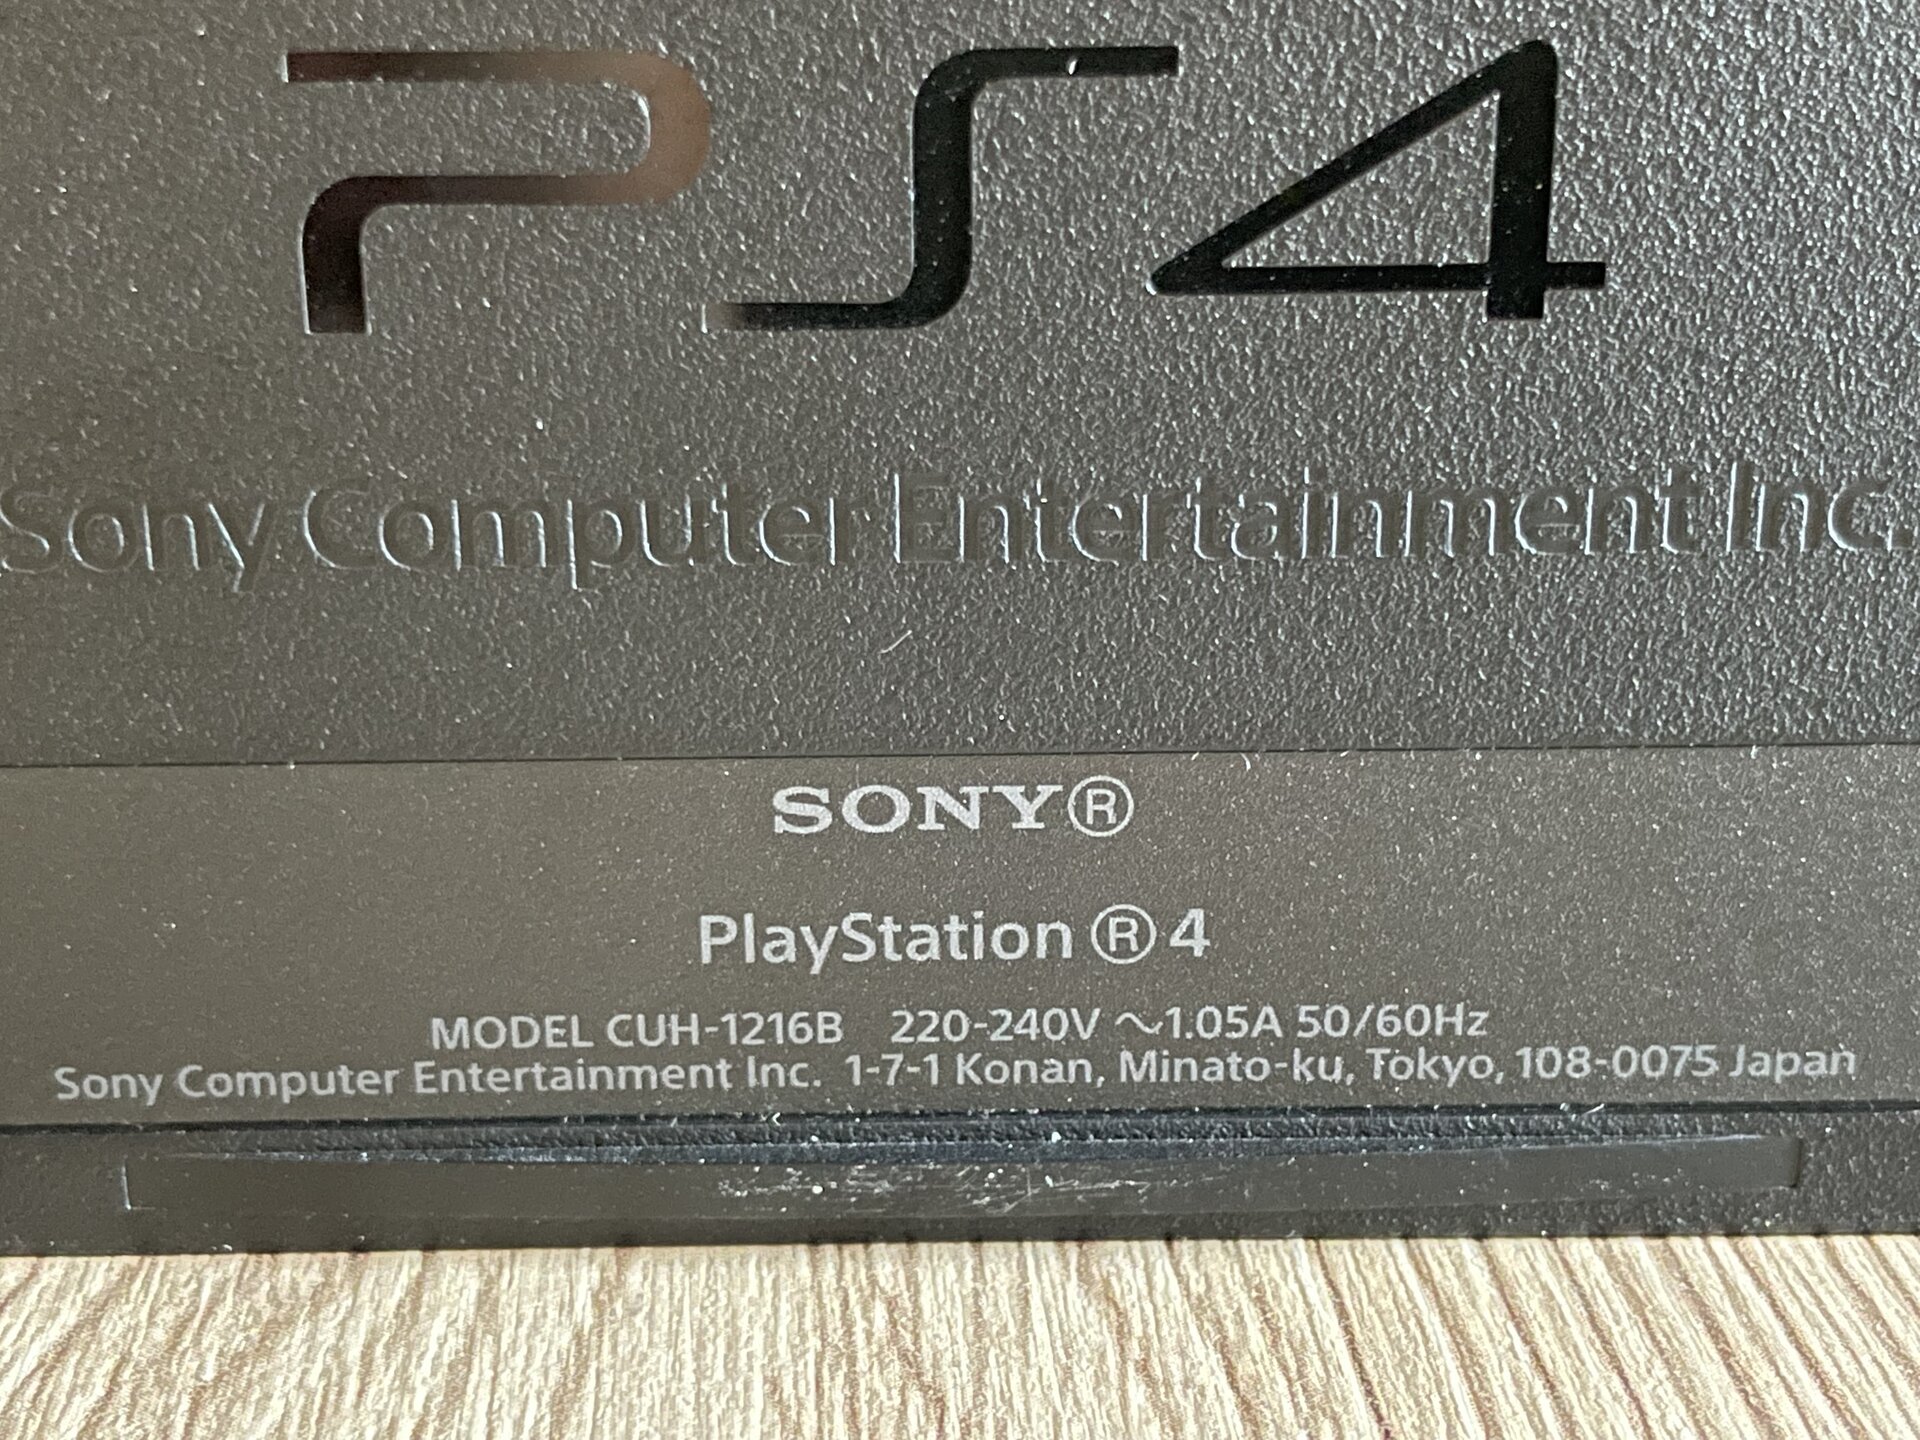 PS4
Sony Computer Entertainment Inc.
SONY®
PlayStation®4
MODEL CUH-1216B 220-240V ～1.05A 50/60Hz
Sony Computer Entertainment Inc. 1-7-1 Konan, Minato-ku, Tokyo, 108-0075 Japan